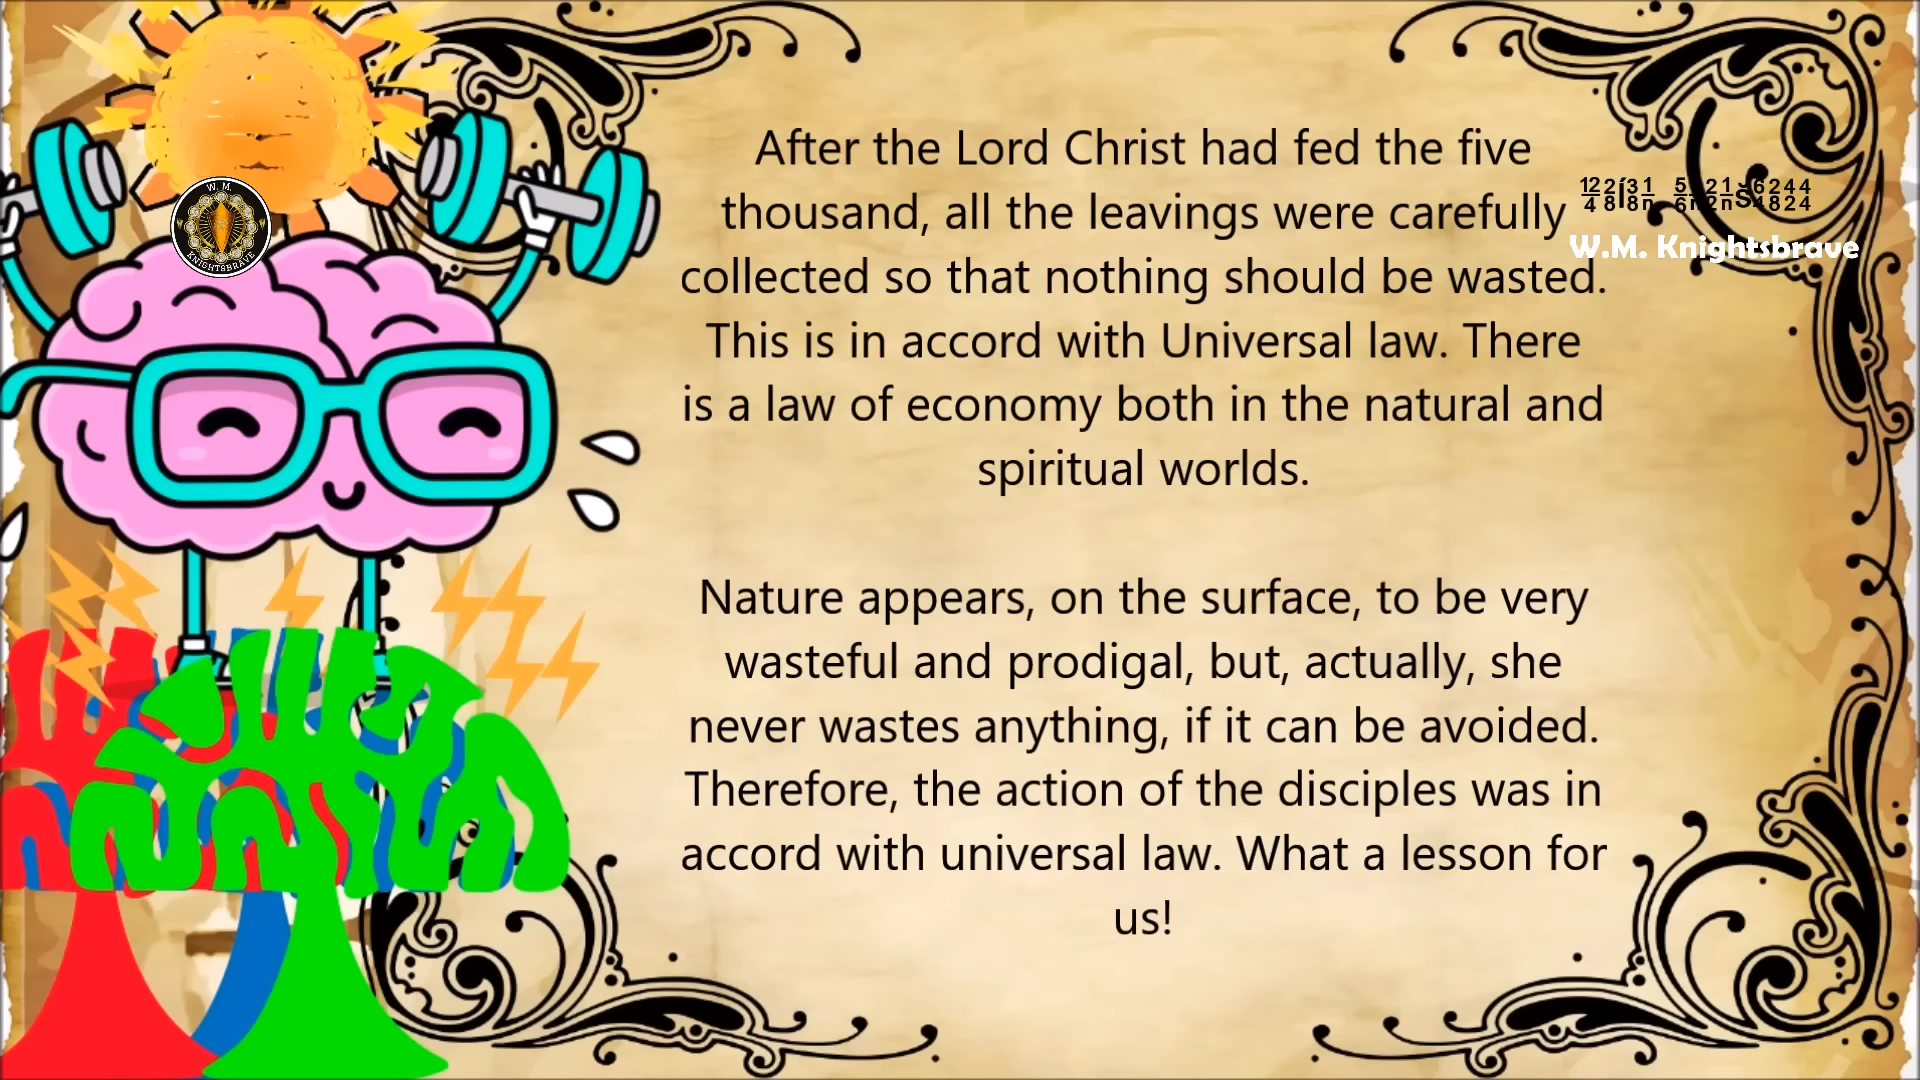 After the Lord Christ had fed the five
thousand, all the leavings were carefully
collected so that nothing should be wasted.
This is in accord with Universal law. There
is a law of economy both in the natural and
spiritual worlds.
Nature appears, on the surface, to be very
wasteful and prodigal, but, actually, she
never wastes anything, if it can be avoided.
Therefore, the action of the disciples was in
accord with universal law. What a lesson for
us!
W.M. Knightsbrave
W. M.
KNIGHTSBRAVE